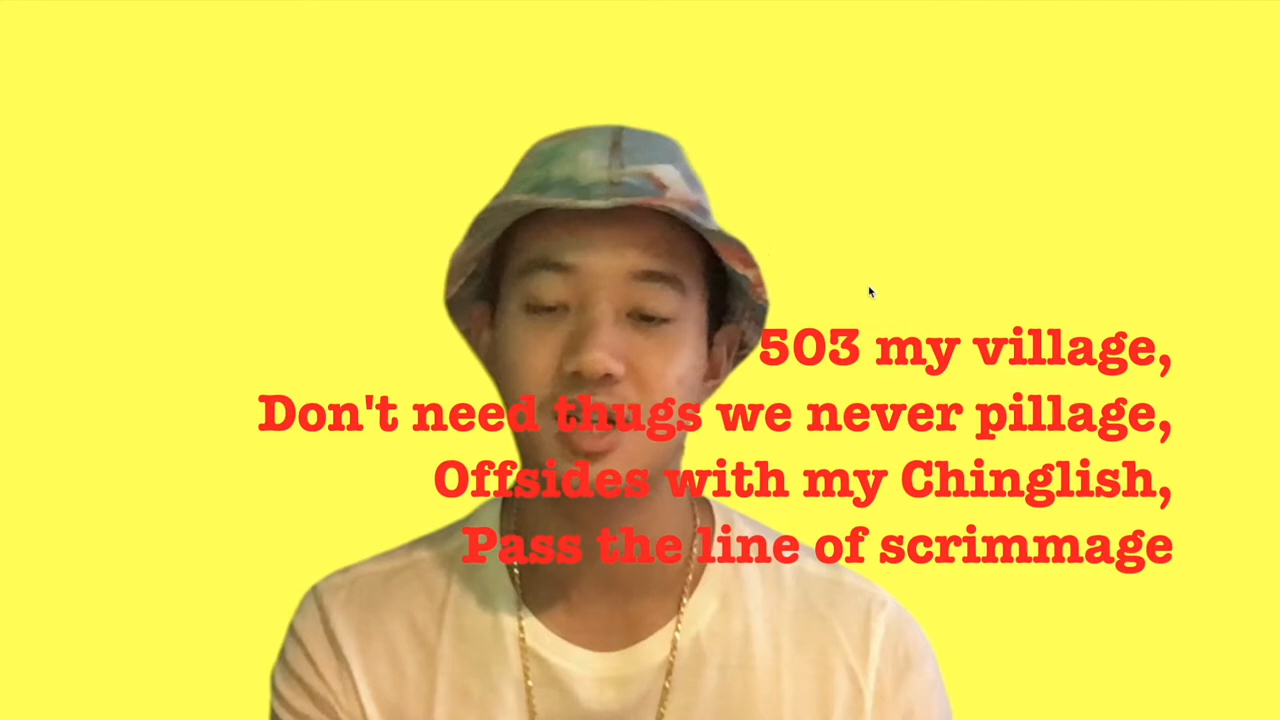 503 my village,
Don't need thugs we never pillage,
Offsides with my Chinglish,
Pass the line of scrimmage